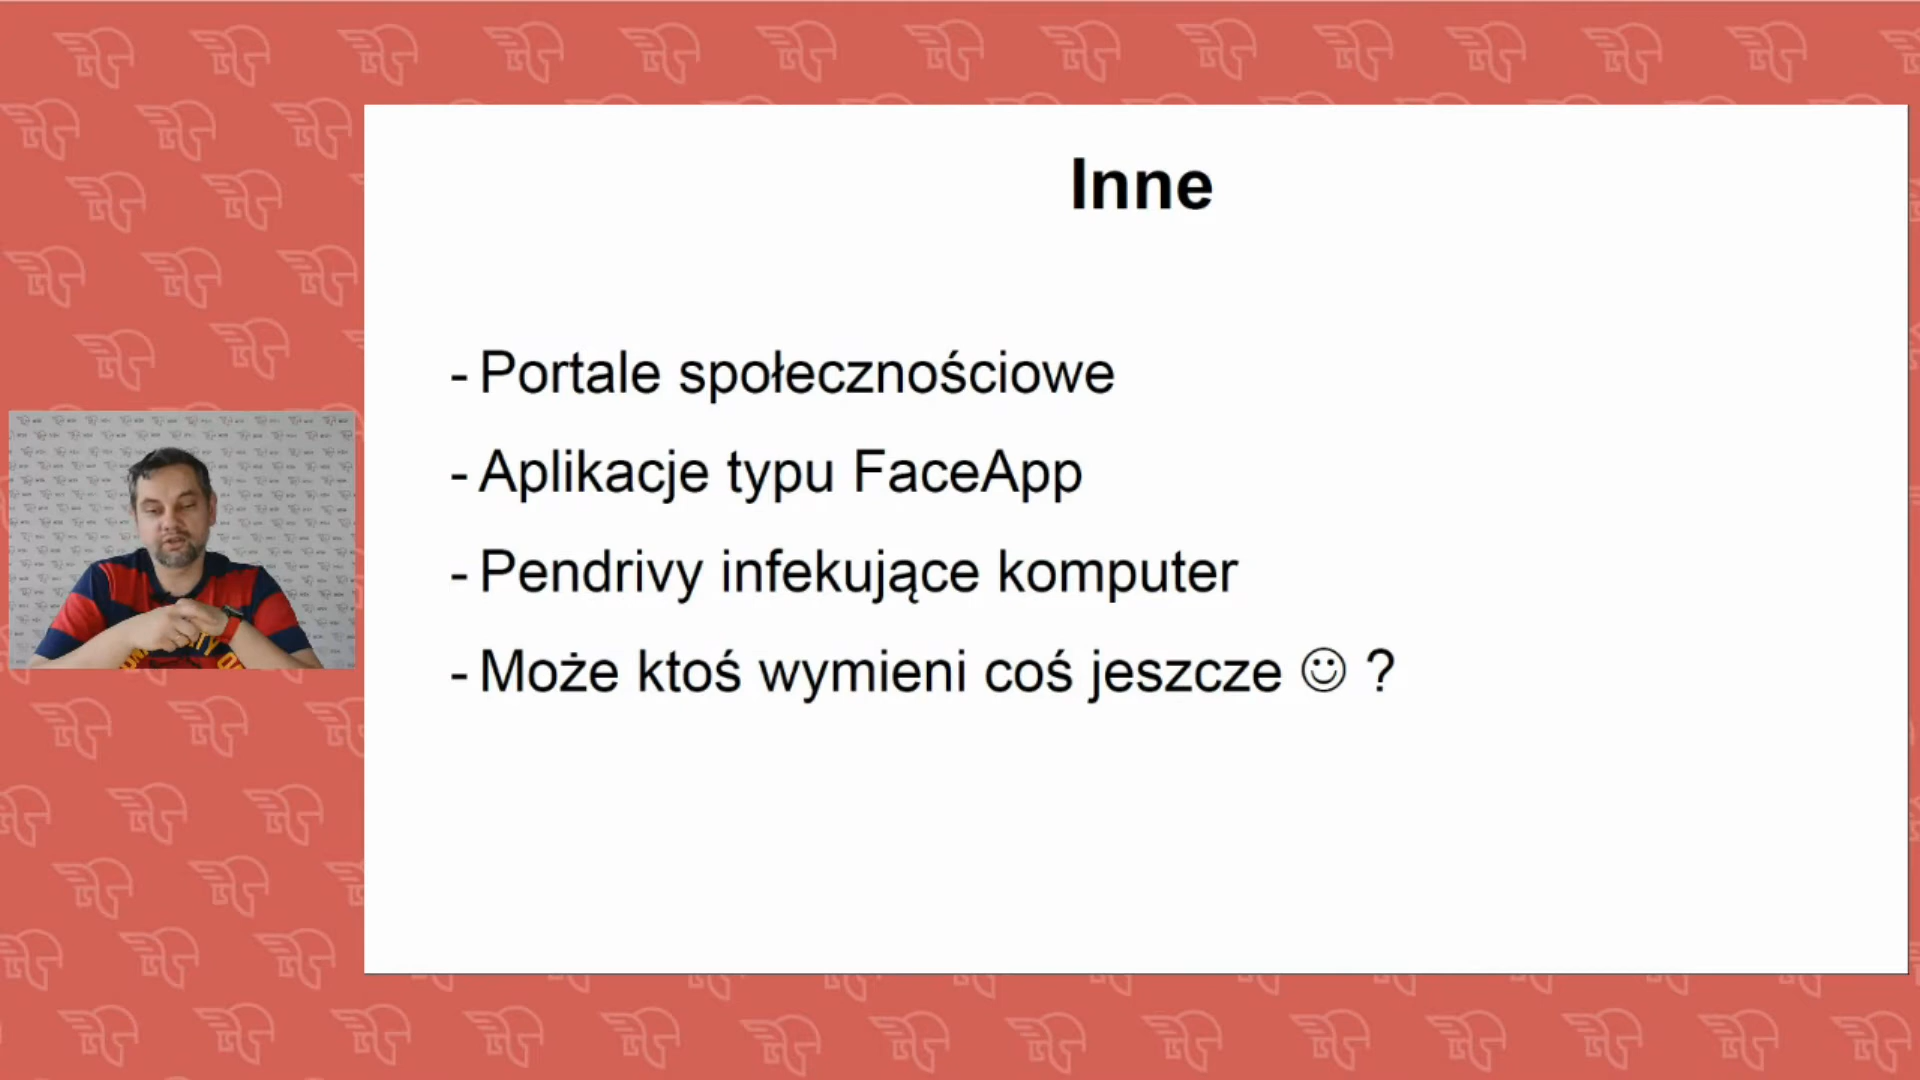 Inne
- Portale społecznościowe
- Aplikacje typu FaceApp
- Pendrivy infekujące komputer
- Może ktoś wymieni coś jeszcze ☺ ?